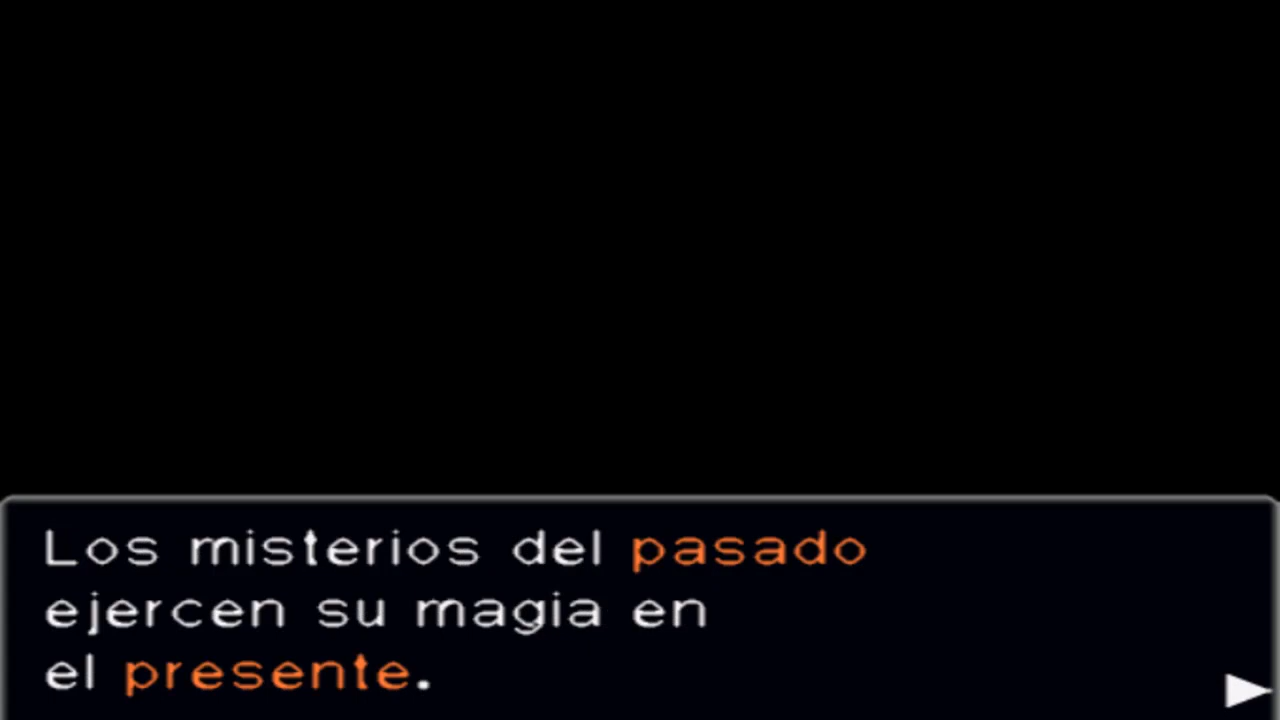 Los misterios del pasado
ejercen su magia en
el presente.